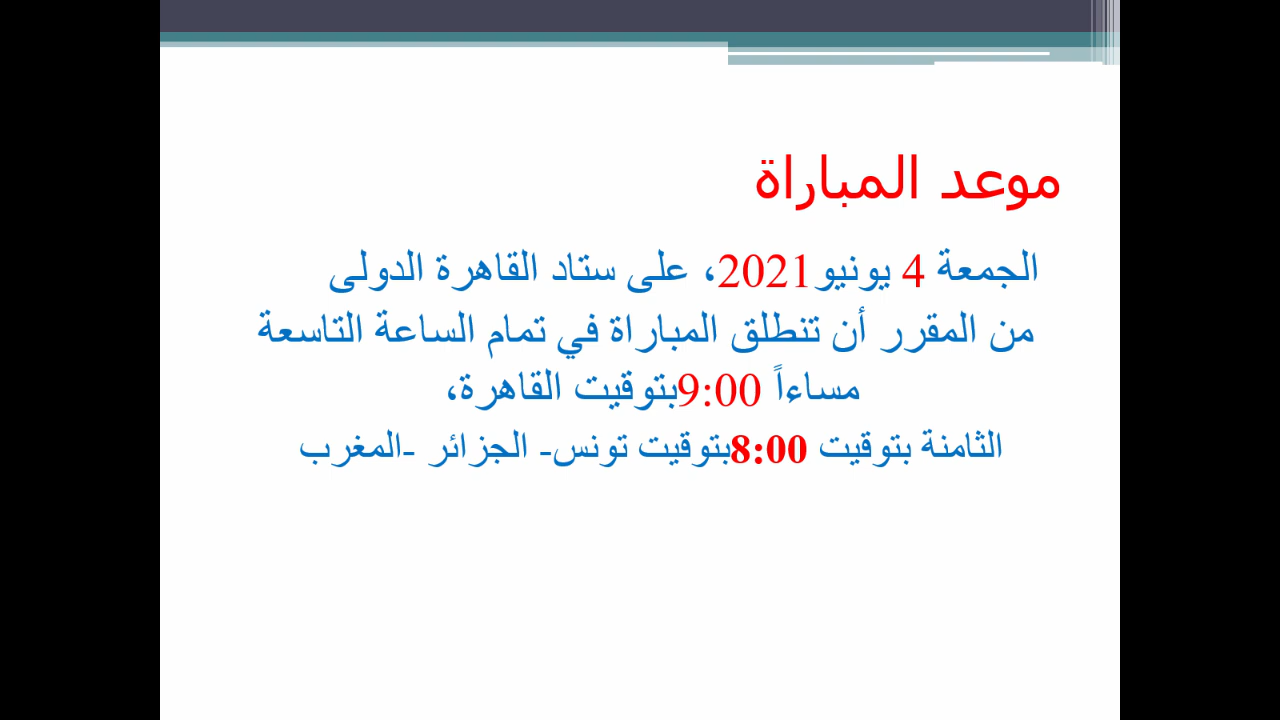 موعد المباراة
الجمعة 4 يونيو2021، على ستاد القاهرة الدولى
من المقرر أن تنطلق المباراة في تمام الساعة التاسعة
مساءاً 9:00بتوقيت القاهرة،
الثامنة بتوقيت 8:00بتوقيت تونس- الجزائر -المغرب